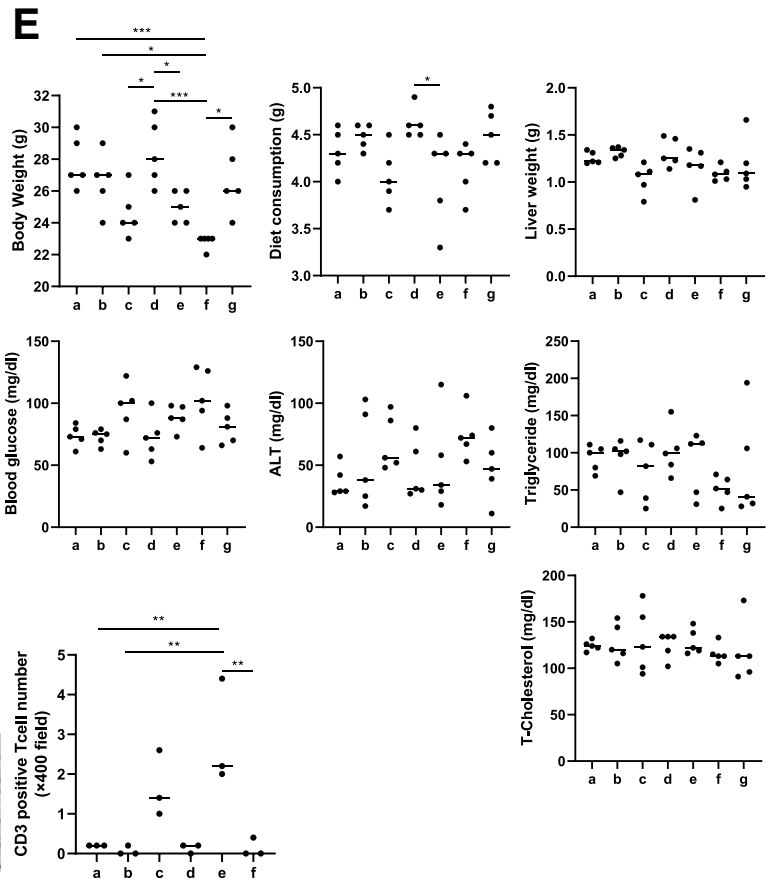 E
***
*
*
*
***
*
Body Weight (g)
32
30
28
26
24
22
20
a b c d e f g
*
Diet consumption (g)
5.0
4.5
4.0
3.5
3.0
a b c d e f g
Liver weight (g)
2.0
1.5
1.0
0.5
0.0
a b c d e f g
Blood glucose (mg/dl)
150
100
50
0
a b c d e f g
ALT (mg/dl)
150
100
50
0
a b c d e f g
Triglyceride (mg/dl)
250
200
150
100
50
0
a b c d e f g
**
**
**
CD3 positive Tcell number
(×400 field)
5
4
3
2
1
0
a b c d e f
T-Cholesterol (mg/dl)
200
150
100
50
0
a b c d e f g